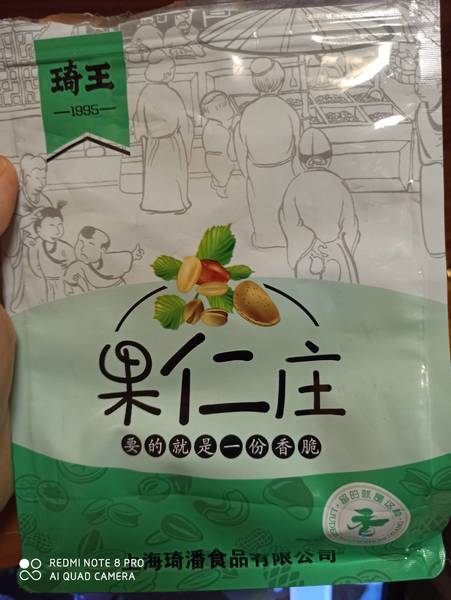 琦王
1995
果仁庄
要的就是一份香脆
上海琦潘食品有限公司
REDMI NOTE 8 PRO
AI QUAD CAMERA